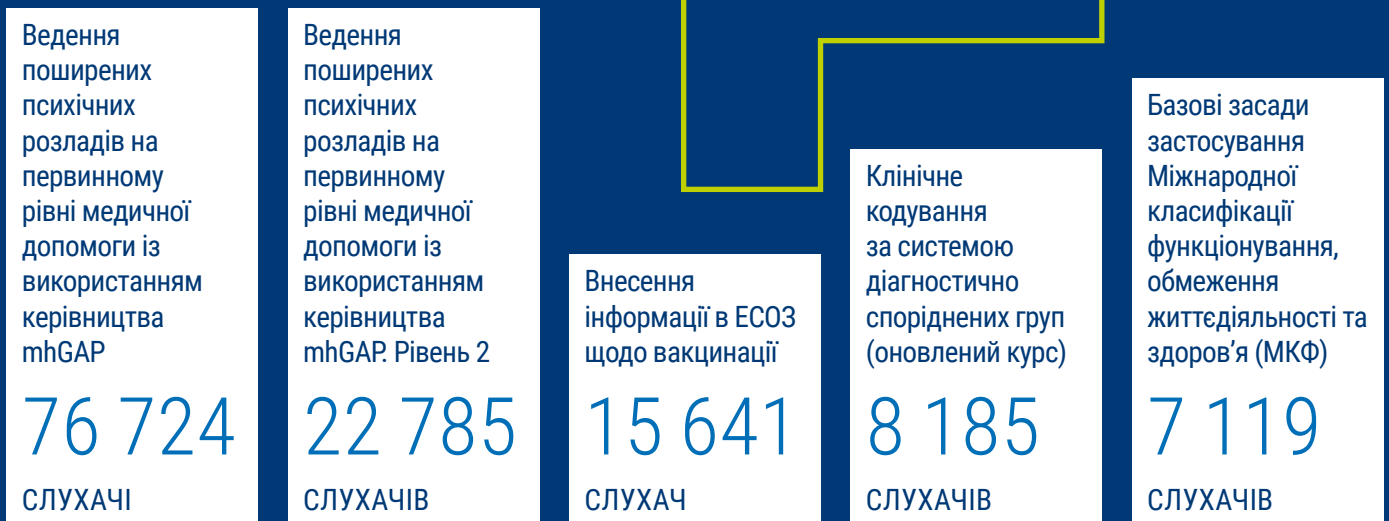 Ведення
поширених
психічних
розладів на
первинному
рівні медичної
допомоги із
використанням
керівництва
mhGAP
76 724
СЛУХАЧІ
Ведення
поширених
психічних
розладів на
первинному
рівні медичної
допомоги із
використанням
керівництва
mhGAP. Рівень 2
22 785
СЛУХАЧІВ
Внесення
інформації в ЕСОЗ
щодо вакцинації
15 641
СЛУХАЧ
Клінічне
кодування
за системою
діагностично
споріднених груп
(оновлений курс)
8 185
СЛУХАЧІВ
Базові засади
застосування
Міжнародної
класифікації
функціонування,
обмеження
життєдіяльності та
здоров’я (МКФ)
7 119
СЛУХАЧІВ